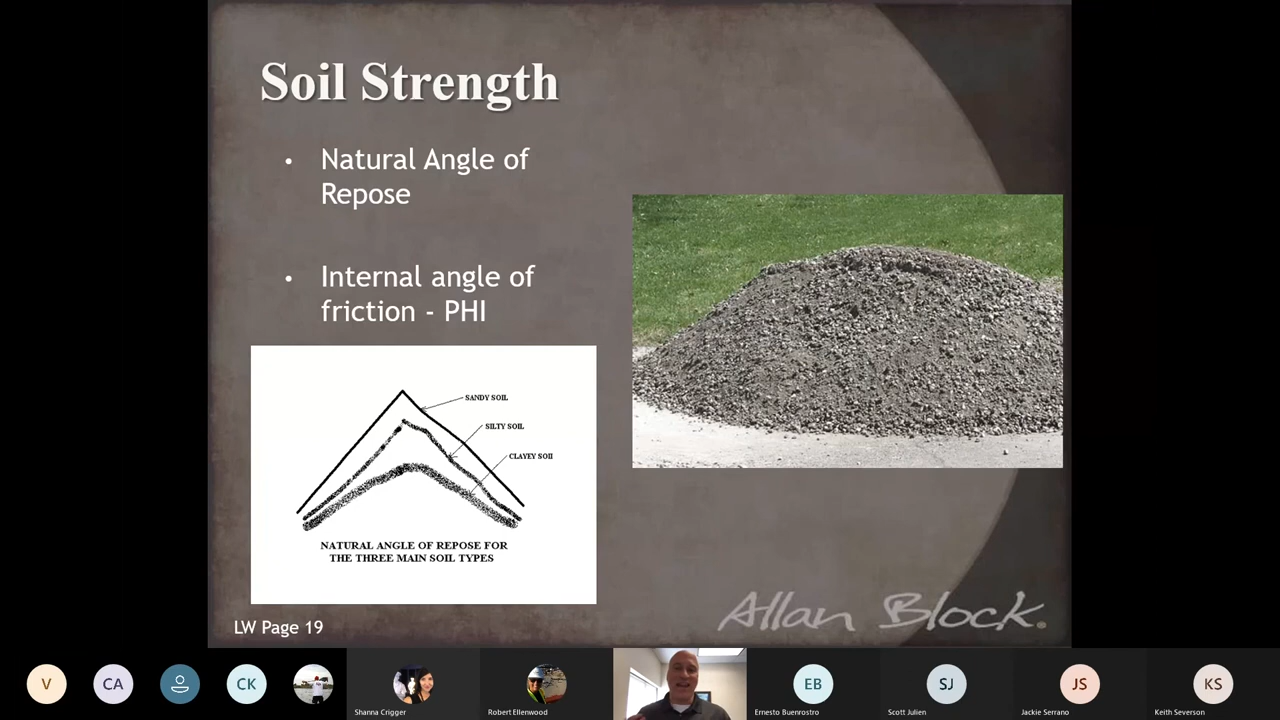 Soil Strength
• Natural Angle of
Repose
• Internal angle of
friction - PHI
SANDY SOIL
SILTY SOIL
CLAYEY SOIL
NATURAL ANGLE OF REPOSE FOR
THE THREE MAIN SOIL TYPES
LW Page 19
Allan Block.
V
CA
CK
Shanna Crigger
Robert Ellenwood
EB
Ernesto Buenrostro
SJ
Scott Julien
JS
Jackie Serrano
KS
Keith Severson